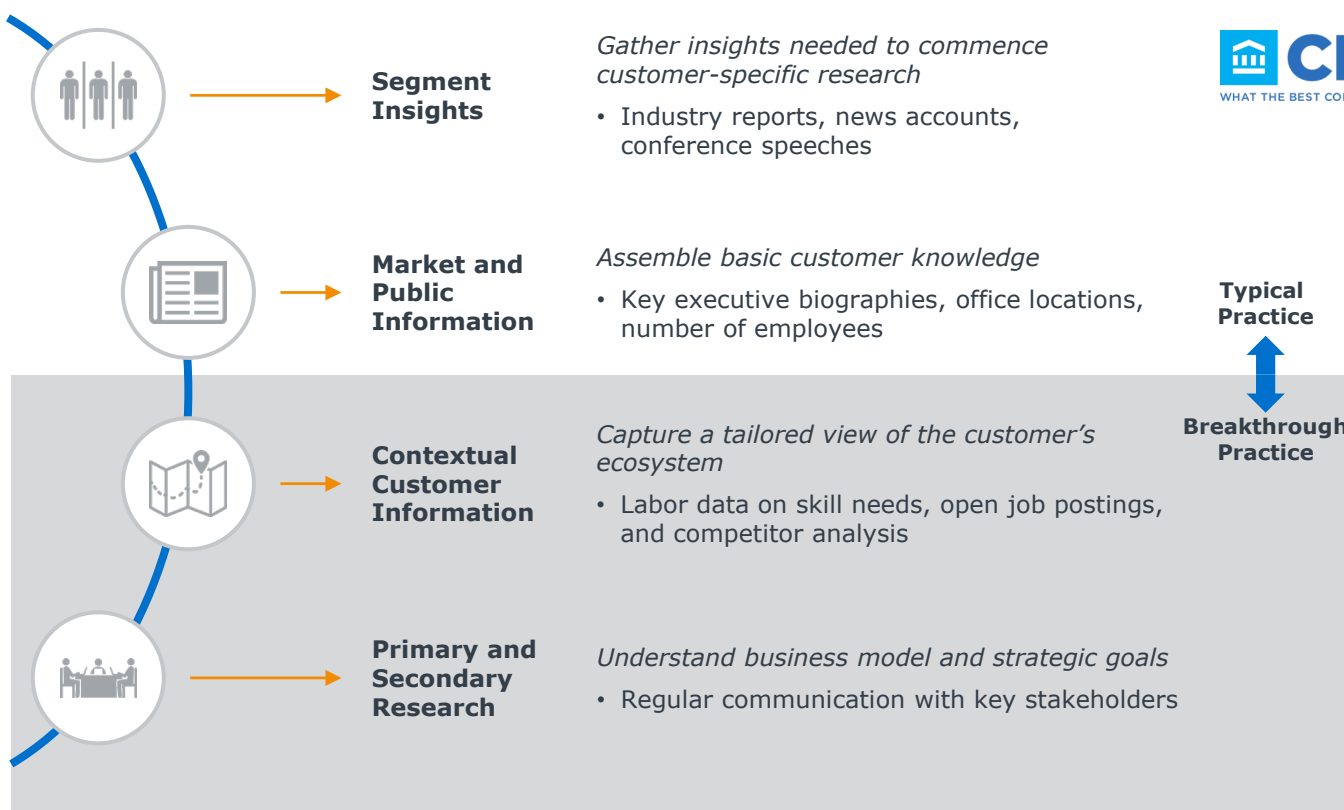 Segment
Insights
Gather insights needed to commence
customer-specific research
• Industry reports, news accounts,
conference speeches
WHAT THE BEST
Market and
Public
Information
Assemble basic customer knowledge
• Key executive biographies, office locations,
number of employees
Typical
Practice
Breakthrough
Practice
Contextual
Customer
Information
Capture a tailored view of the customer’s
ecosystem
• Labor data on skill needs, open job postings,
and competitor analysis
Primary and
Secondary
Research
Understand business model and strategic goals
• Regular communication with key stakeholders